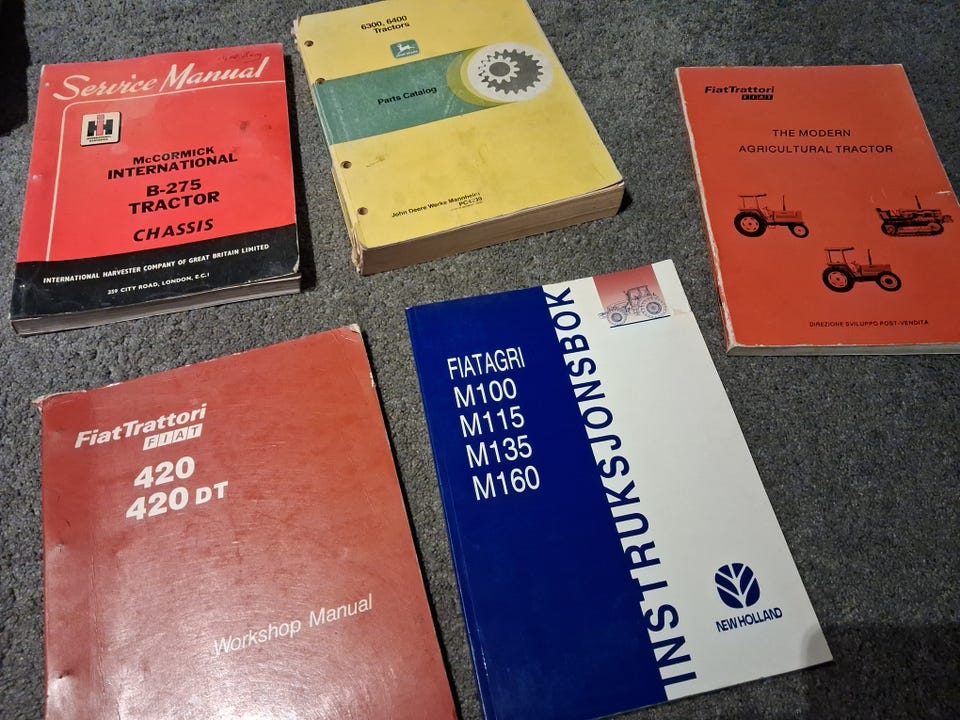 Service Manual
IH
McCORMICK
INTERNATIONAL
B-275
TRACTOR
CHASSIS
INTERNATIONAL HARVESTER COMPANY OF GREAT BRITAIN LIMITED
259 CITY ROAD, LONDON, E.C.1
6300, 6400
Tractors
Parts Catalog
John Deere Werke Mannheim
FiatTrattori
FIAT
THE MODERN
AGRICULTURAL TRACTOR
DIREZIONE SVILUPPO POST-VENDITA
FiatTrattori
FIAT
420
420 DT
Workshop Manual
FIATAGRI
M100
M115
M135
M160
INSTRUKSJONSBOK
NEW HOLLAND